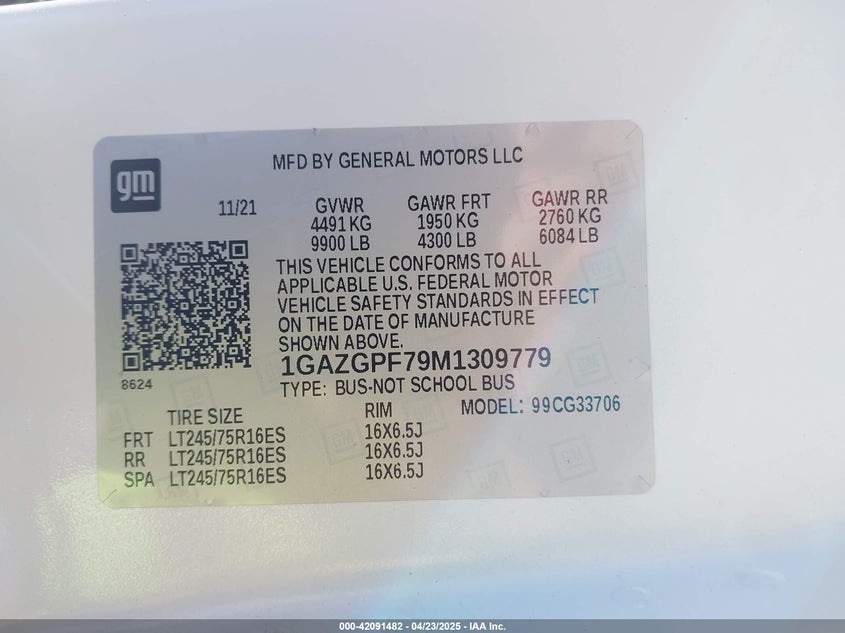 gm
MFD BY GENERAL MOTORS LLC
11/21
GVWR GAWR FRT GAWR RR
4491 KG 1950 KG 2760 KG
9900 LB 4300 LB 6084 LB
THIS VEHICLE CONFORMS TO ALL
APPLICABLE U.S. FEDERAL MOTOR
VEHICLE SAFETY STANDARDS IN EFFECT
ON THE DATE OF MANUFACTURE
SHOWN ABOVE.
1GAZGPF79M1309779
8624
TYPE: BUS-NOT SCHOOL BUS
TIRE SIZE RIM MODEL: 99CG33706
FRT LT245/75R16ES 16X6.5J
RR LT245/75R16ES 16X6.5J
SPA LT245/75R16ES 16X6.5J
000-42091482 - 04/23/2025 - IAA Inc.